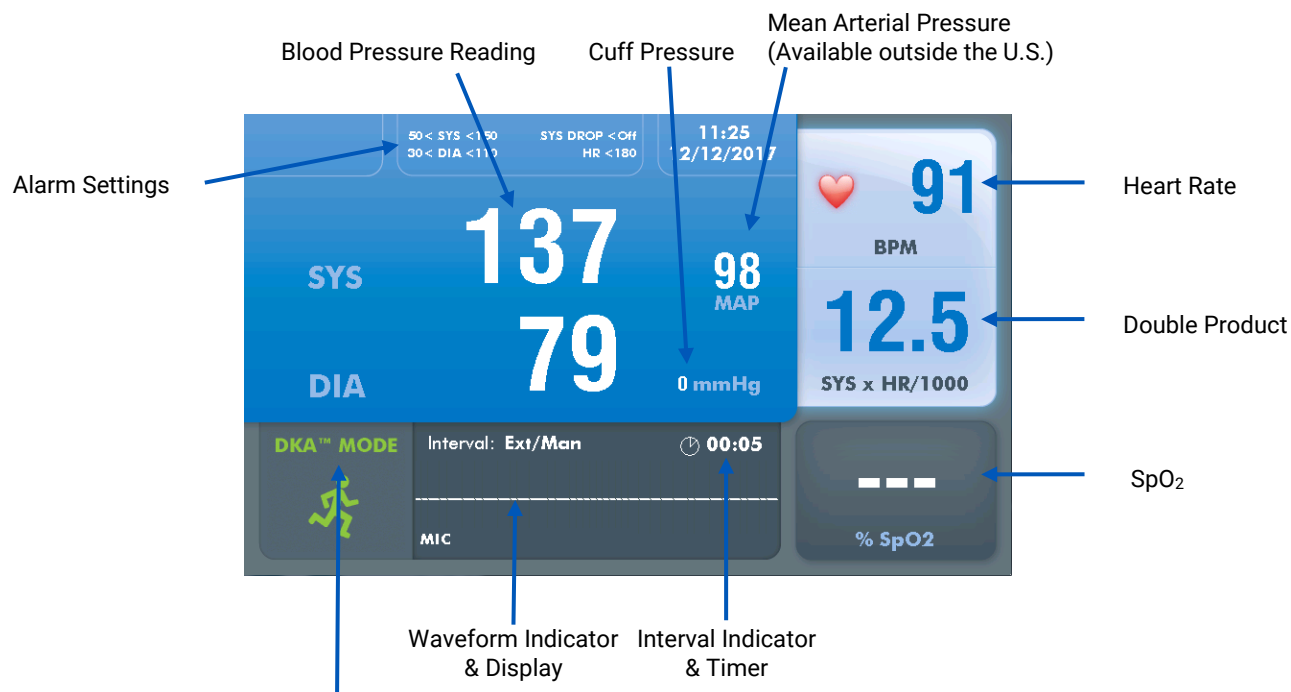 Mean Arterial Pressure
Blood Pressure Reading
Cuff Pressure
(Available outside the U.S.)
50< SYS <150
SYS DROP <Off
30< DIA <110
HR <180
11:25
12/12/2017
Alarm Settings
91
Heart Rate
BPM
137
SYS
98
MAP
12.5
Double Product
79
DIA
0 mmHg
SYS x HR/1000
DKA™ MODE
Interval: Ext/Man
00:05
---
SpO₂
MIC
% SpO2
Waveform Indicator
& Display
Interval Indicator
& Timer